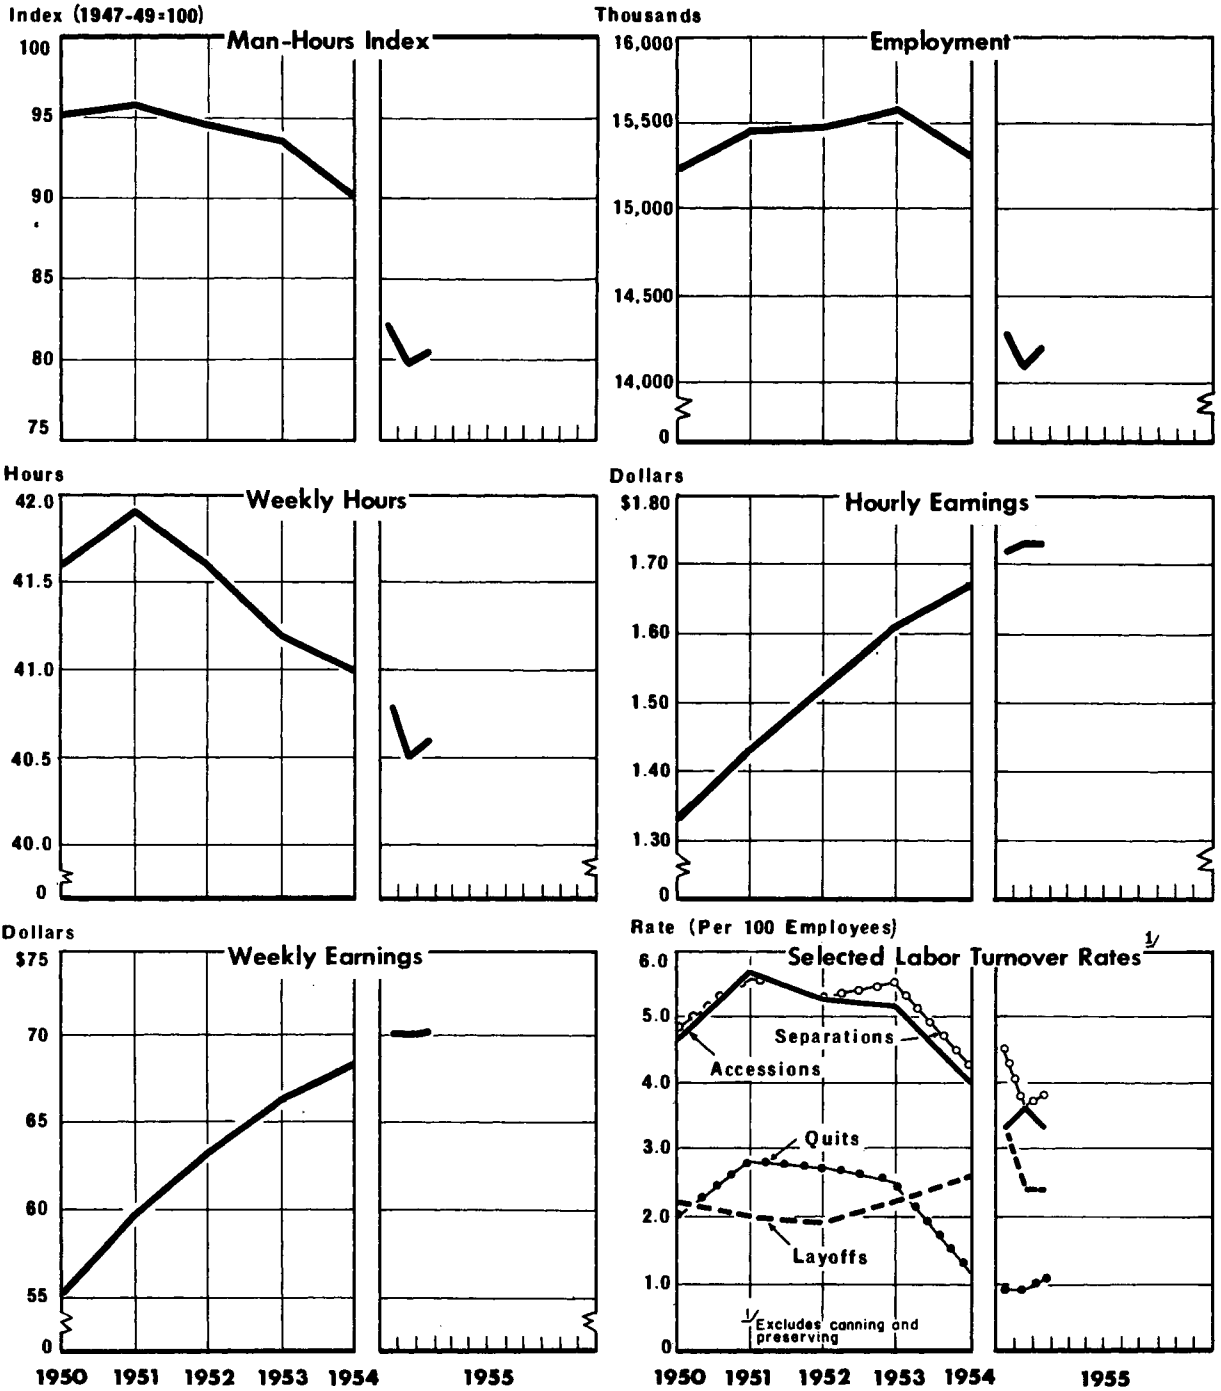 Index (1947-49=100)
Man-Hours Index
100
95
90
85
80
75
Thousands
Employment
16,000
15,500
15,000
14,500
14,000
0
Hours
Weekly Hours
42.0
41.5
41.0
40.5
40.0
0
Dollars
Hourly Earnings
$1.80
1.70
1.60
1.50
1.40
1.30
0
Dollars
Weekly Earnings
$75
70
65
60
55
0
1950 1951 1952 1953 1954 1955
Rate (Per 100 Employees)
Selected Labor Turnover Rates 1/
6.0
5.0
4.0
3.0
2.0
1.0
0
Separations
Accessions
Quits
Layoffs
1/ Excludes canning and
preserving
1950 1951 1952 1953 1954 1955